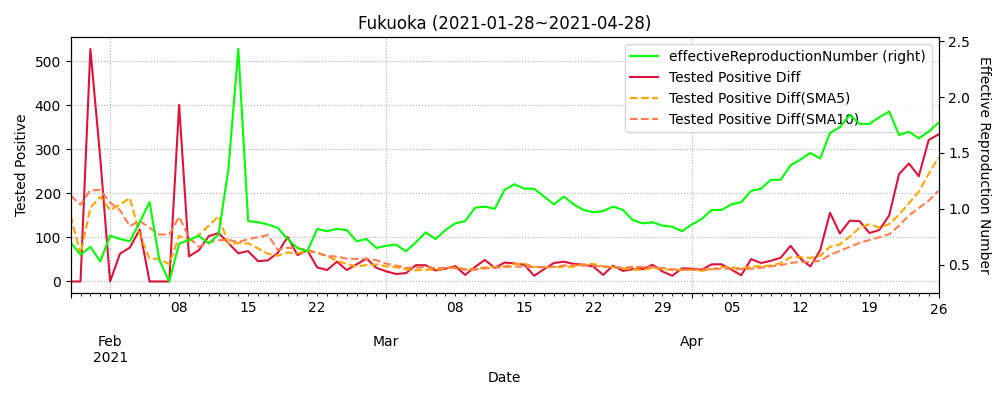 Fukuoka (2021-01-28~2021-04-28)
effectiveReproductionNumber (right)
Tested Positive Diff
Tested Positive Diff(SMA5)
Tested Positive Diff(SMA10)
Tested Positive
500
400
300
200
100
0
Effective Reproduction Number
2.5
2.0
1.5
1.0
0.5
08 15 22 08 15 22 29 05 12 19 26
Feb Mar Apr
2021
Date